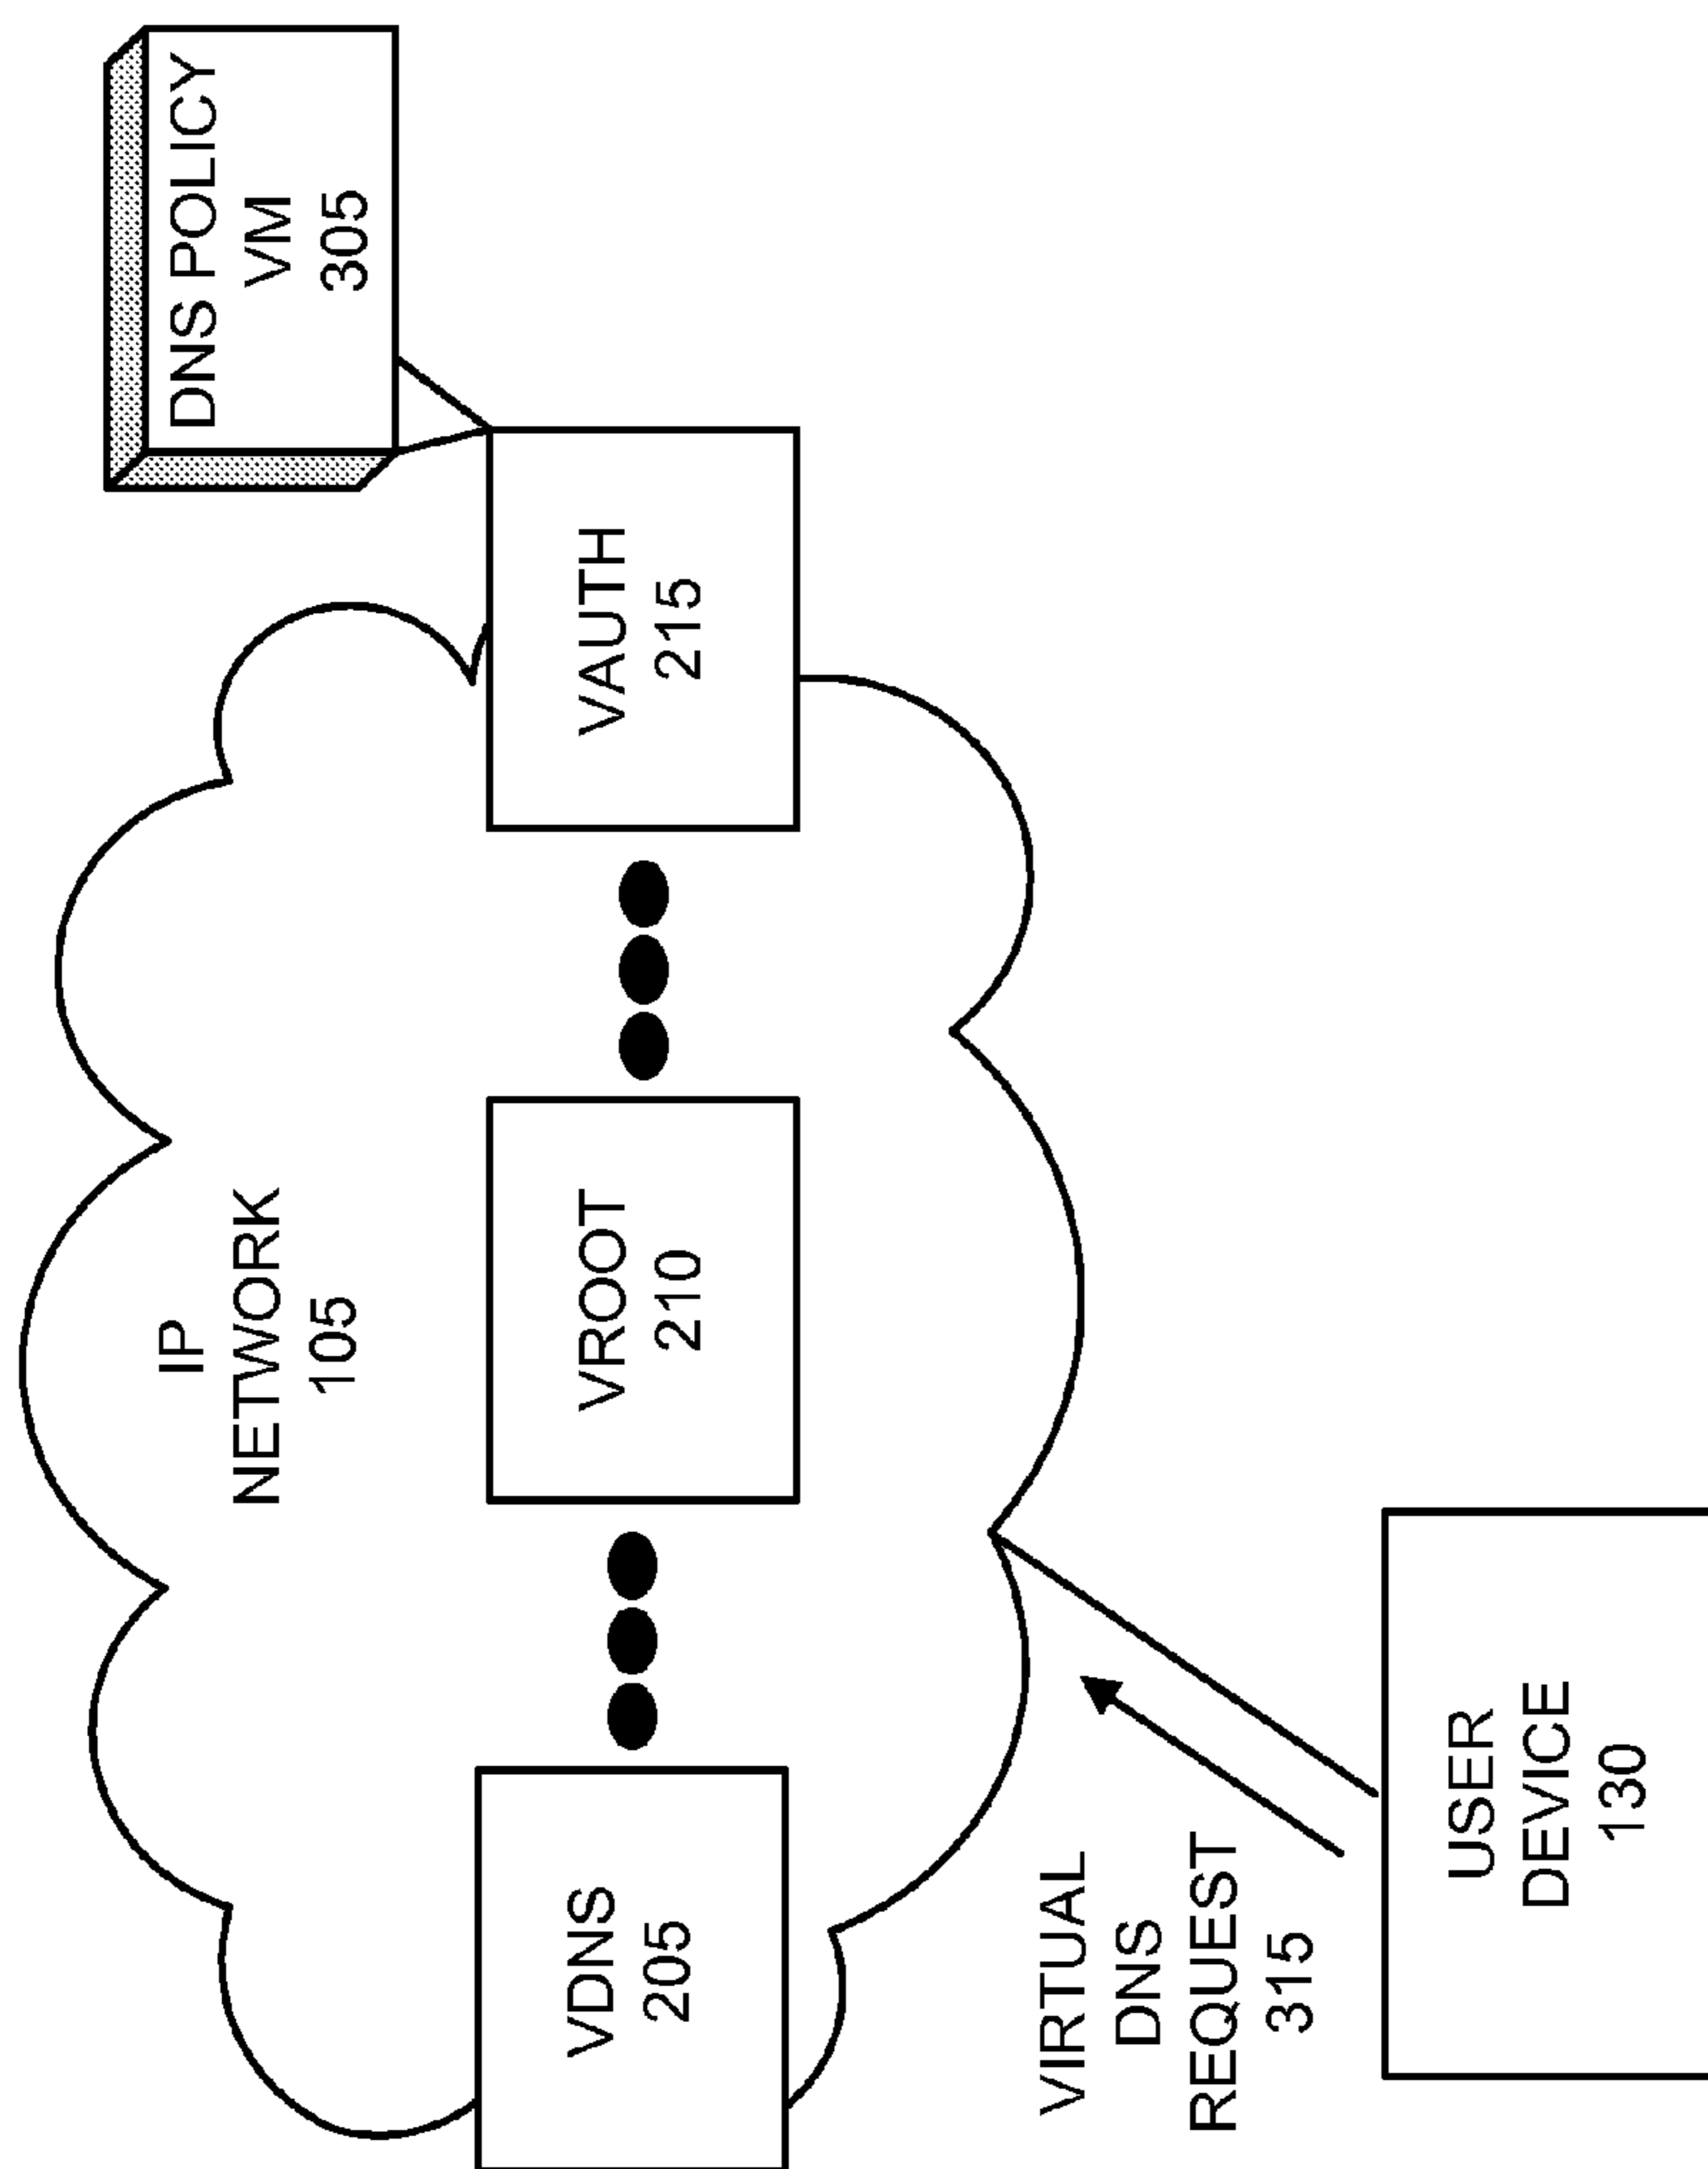 IP
NETWORK
105
DNS POLICY
VM
305
VDNS
205
VROOT
210
VAUTH
215
VIRTUAL
DNS
REQUEST
315
USER
DEVICE
130